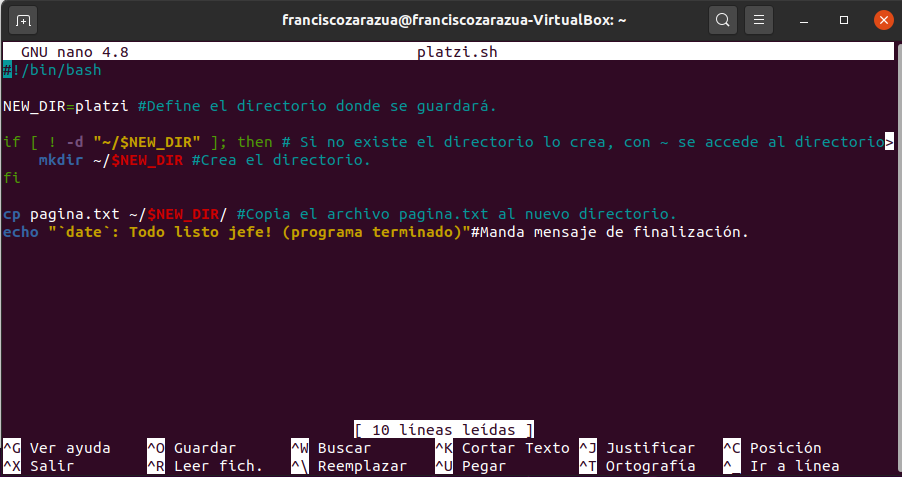 franciscozarazua@franciscozarazua-VirtualBox: ~
GNU nano 4.8 platzi.sh
#!/bin/bash
NEW_DIR=platzi #Define el directorio donde se guardará.
if [ ! -d "~/$NEW_DIR" ]; then # Si no existe el directorio lo crea, con ~ se accede al directorio>
mkdir ~/$NEW_DIR #Crea el directorio.
fi
cp pagina.txt ~/$NEW_DIR/ #Copia el archivo pagina.txt al nuevo directorio.
echo "`date`: Todo listo jefe! (programa terminado)"#Manda mensaje de finalización.
[ 10 líneas leídas ]
^G Ver ayuda ^O Guardar ^W Buscar ^K Cortar Texto ^J Justificar ^C Posición
^X Salir ^R Leer fich. ^\ Reemplazar ^U Pegar ^T Ortografía ^_ Ir a línea